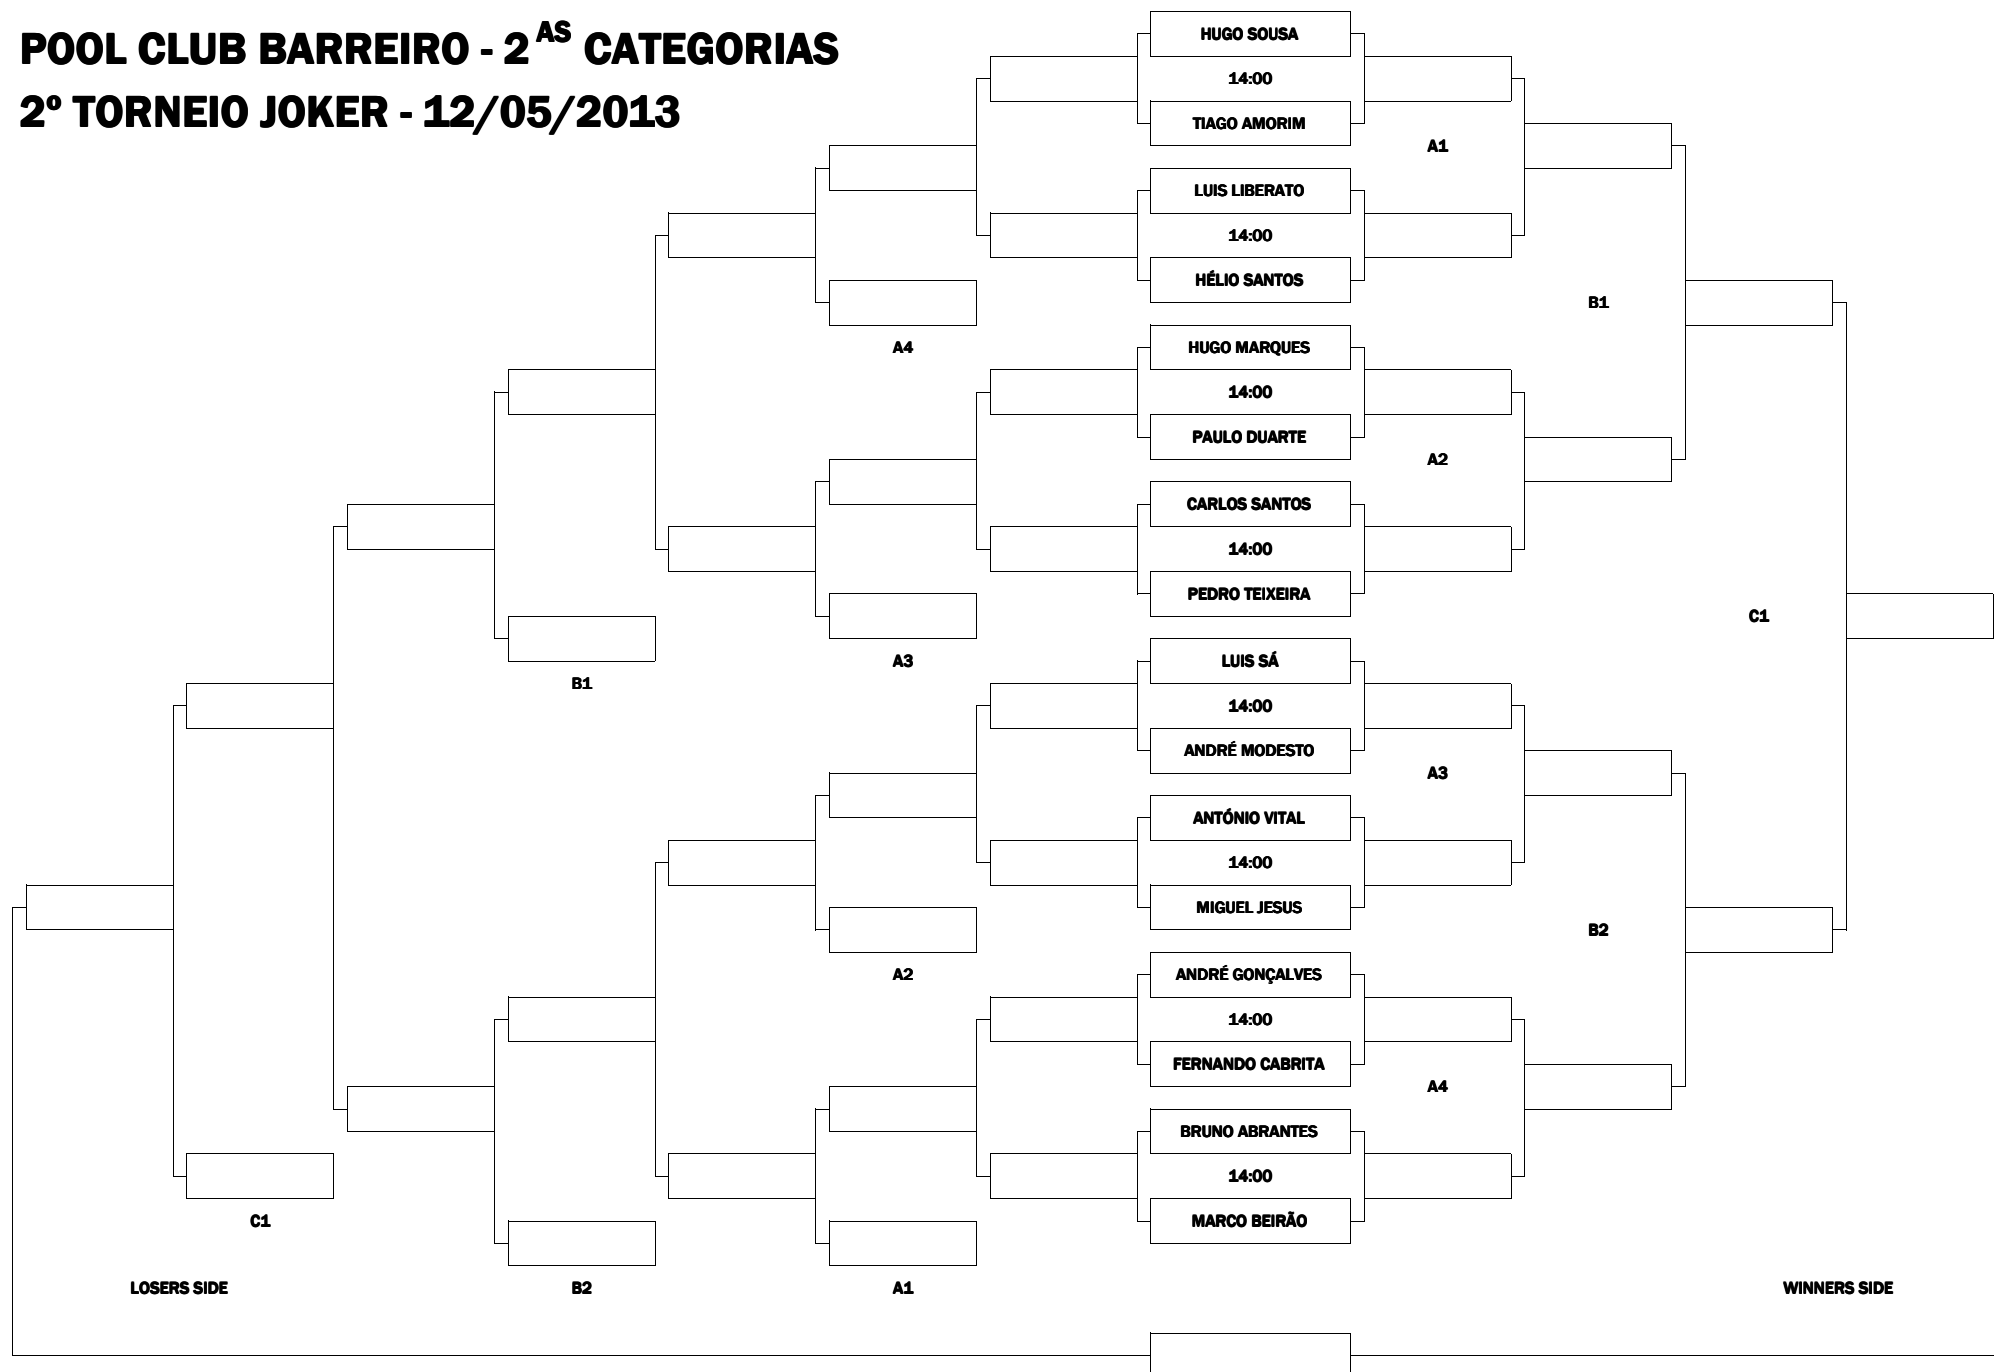 POOL CLUB BARREIRO - 2AS CATEGORIAS
2º TORNEIO JOKER - 12/05/2013
HUGO SOUSA
14:00
TIAGO AMORIM
A1
LUIS LIBERATO
14:00
HÉLIO SANTOS
B1
A4
HUGO MARQUES
14:00
PAULO DUARTE
A2
CARLOS SANTOS
14:00
PEDRO TEIXEIRA
C1
A3
B1
LUIS SÁ
14:00
ANDRÉ MODESTO
A3
ANTÓNIO VITAL
14:00
MIGUEL JESUS
B2
A2
ANDRÉ GONÇALVES
14:00
FERNANDO CABRITA
A4
BRUNO ABRANTES
14:00
MARCO BEIRÃO
C1
LOSERS SIDE
B2
A1
WINNERS SIDE